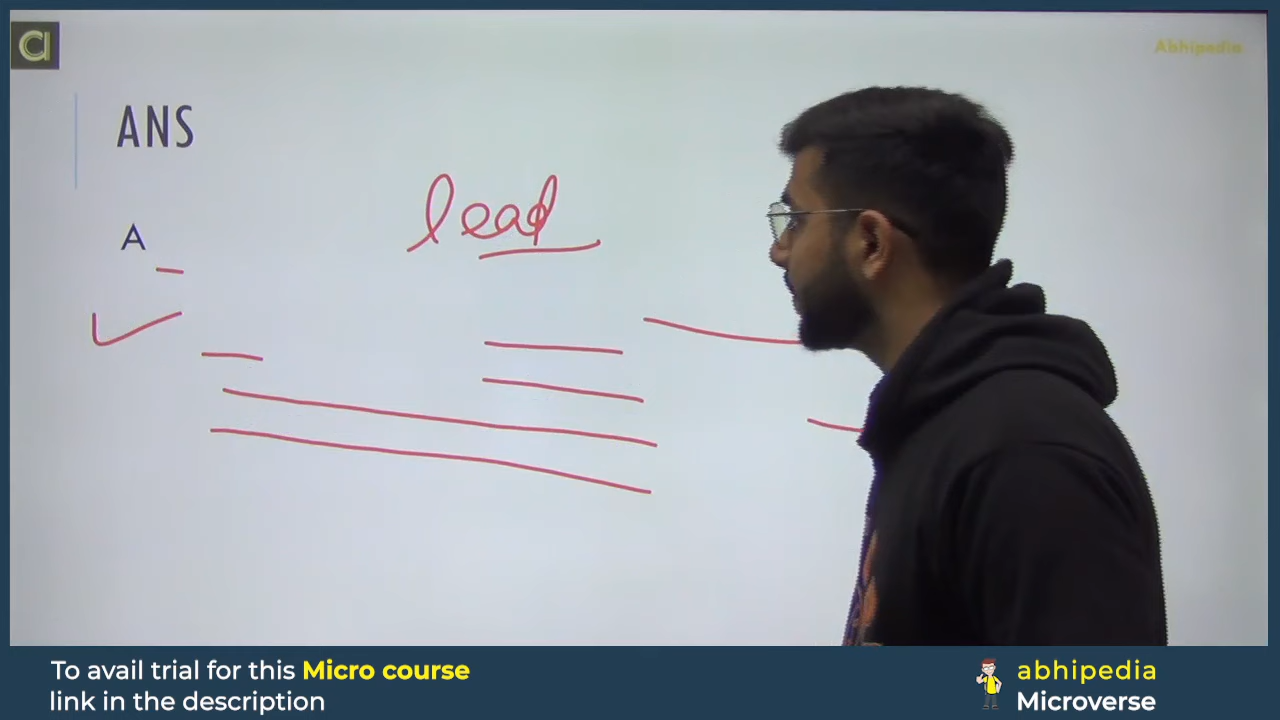 a
Abhipedia
ANS
A
lead
To avail trial for this Micro course
link in the description
abhipedia
Microverse